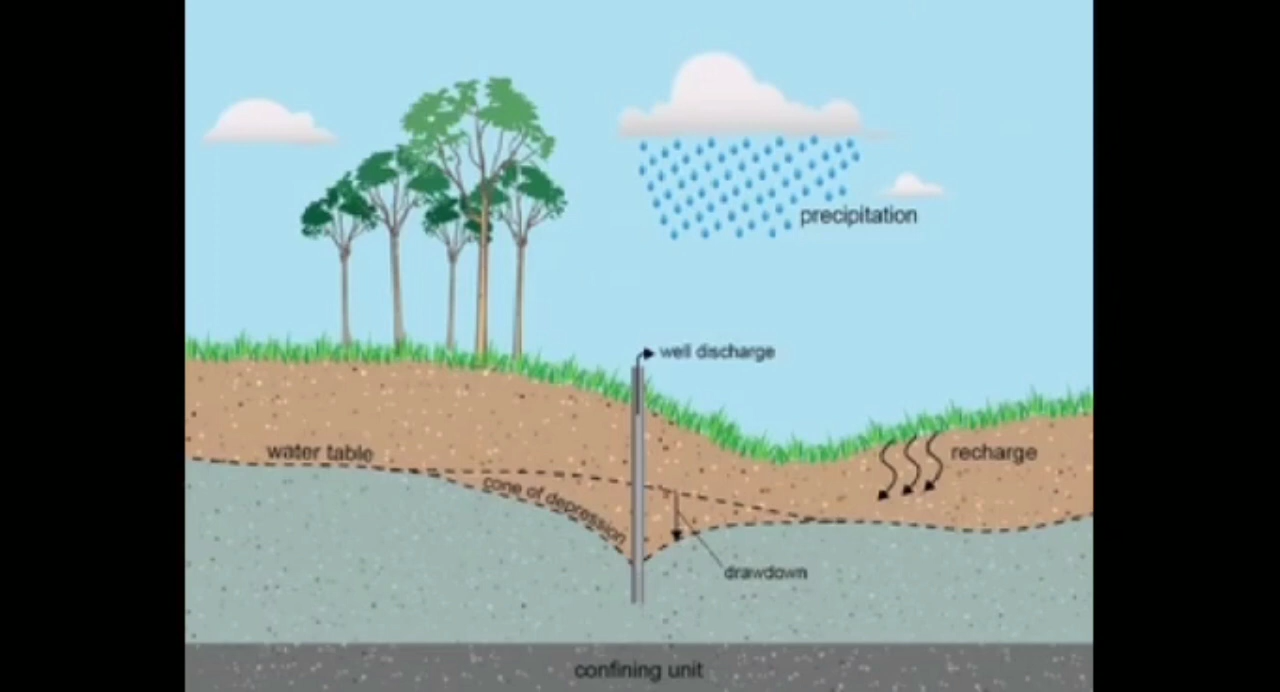 precipitation
well discharge
water table
recharge
cone of depression
drawdown
confining unit